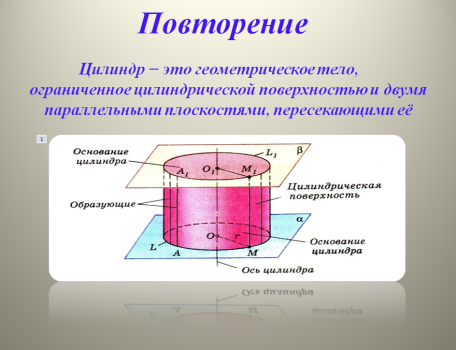 Повторение
Цилиндр – это геометрическое тело,
ограниченное цилиндрической поверхностью и двумя
параллельными плоскостями, пересекающими её
1
Основание
цилиндра
L₁
β
A₁
O₁
M₁
Цилиндрическая
поверхность
Образующие
α
L
A
O
r
M
Основание
цилиндра
Ось цилиндра